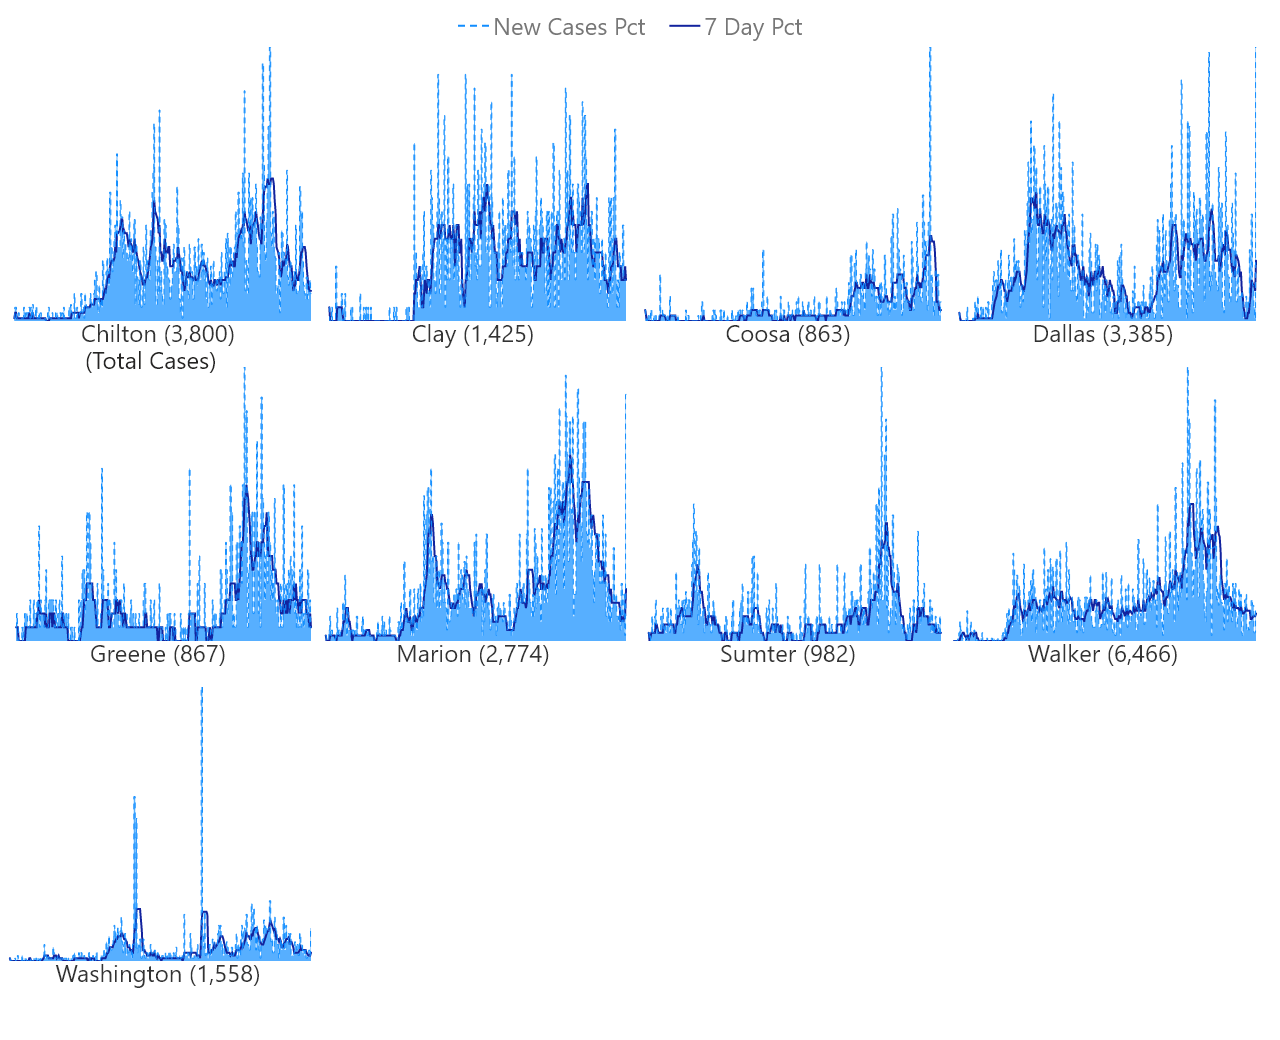 New Cases Pct 7 Day Pct
Chilton (3,800)
(Total Cases)
Clay (1,425)
Coosa (863)
Dallas (3,385)
Greene (867)
Marion (2,774)
Sumter (982)
Walker (6,466)
Washington (1,558)